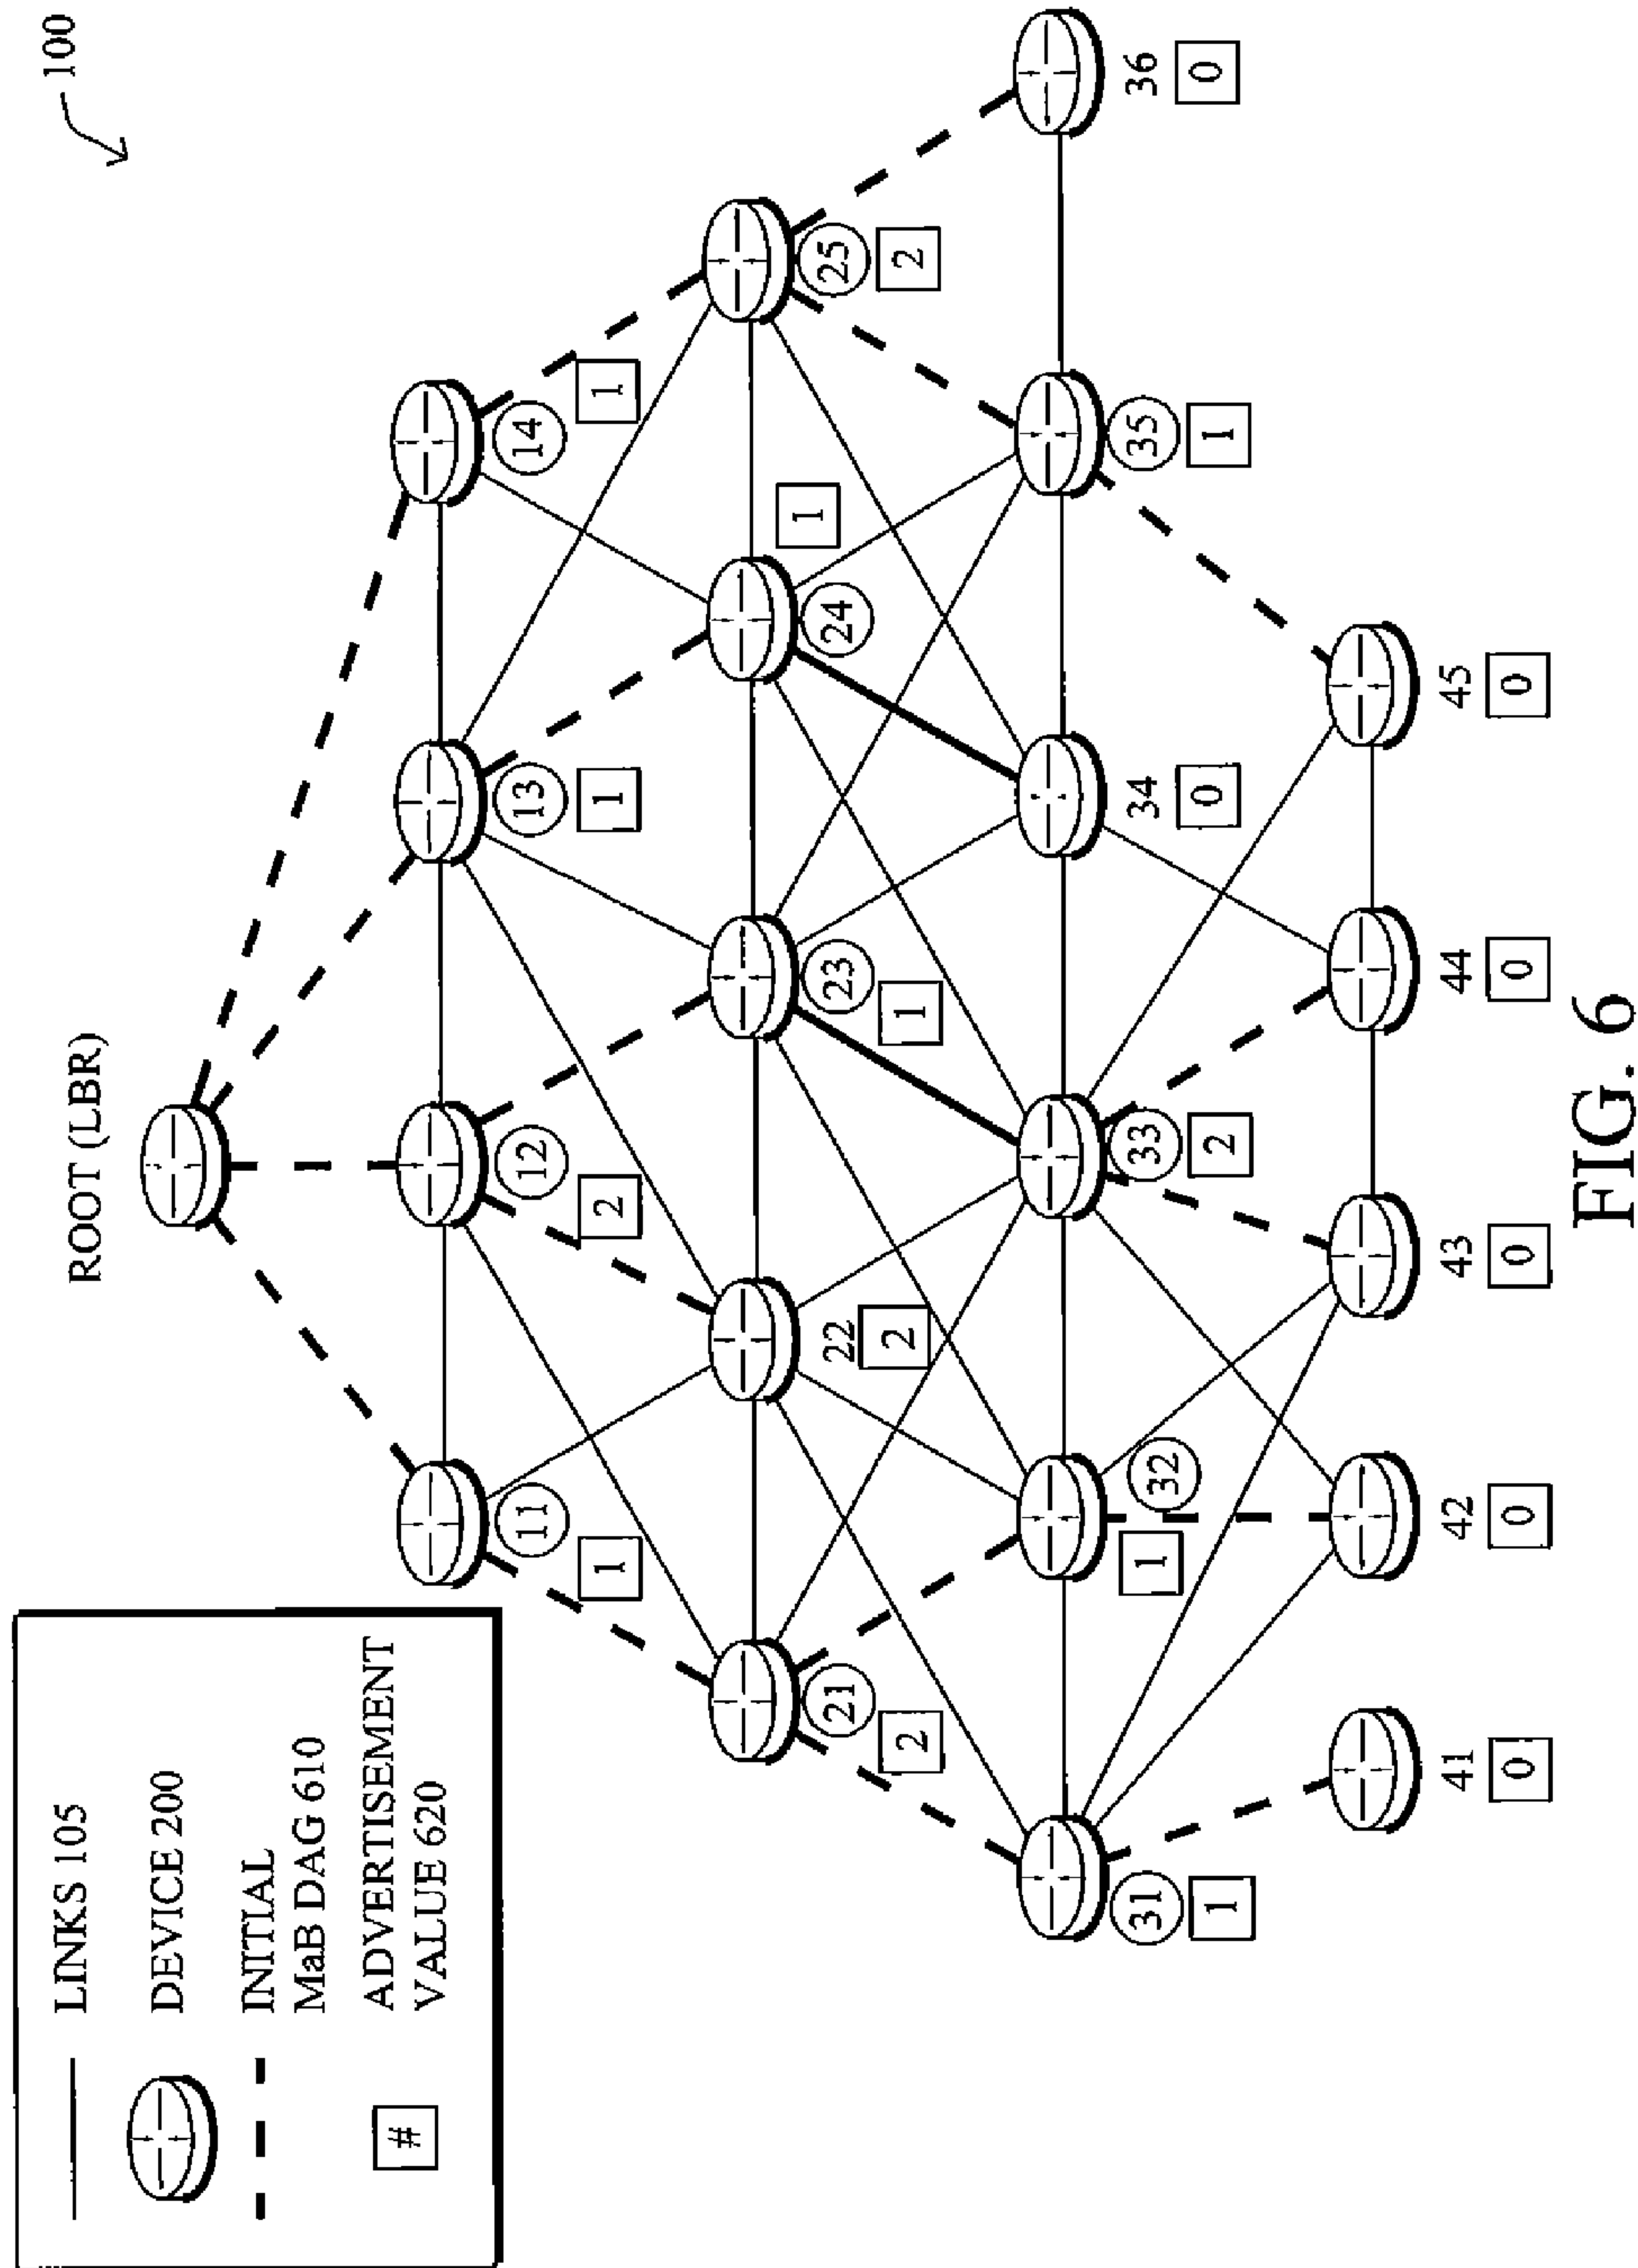 100
ROOT (LBR)
LINKS 105
DEVICE 200
INITIAL
MaB DAG 610
# ADVERTISEMENT
VALUE 620
11 12 13 14
1 2 1 1
21 22 23 24 25
2 2 1 1 2
31 32 33 34 35 36
1 1 2 0 1 0
41 42 43 44 45
0 0 0 0 0
FIG. 6